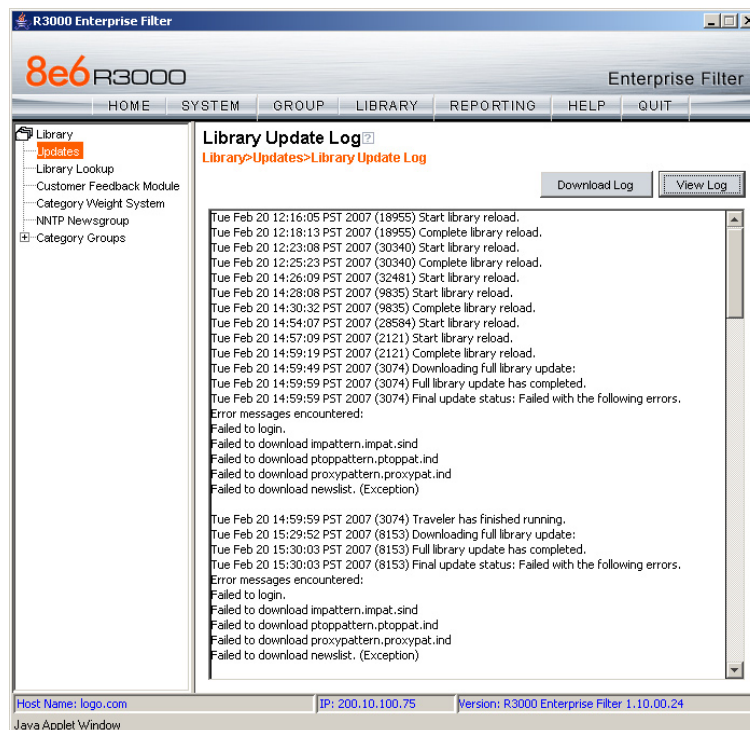 R3000 Enterprise Filter
8e6 R3000
Enterprise Filter
HOME SYSTEM GROUP LIBRARY REPORTING HELP QUIT
Library
Updates
Library Lookup
Customer Feedback Module
Category Weight System
NNTP Newsgroup
Category Groups
Library Update Log
Library>Updates>Library Update Log
Download Log
View Log
Tue Feb 20 12:16:05 PST 2007 (18955) Start library reload.
Tue Feb 20 12:18:13 PST 2007 (18955) Complete library reload.
Tue Feb 20 12:23:08 PST 2007 (30340) Start library reload.
Tue Feb 20 12:25:23 PST 2007 (30340) Complete library reload.
Tue Feb 20 14:26:09 PST 2007 (32481) Start library reload.
Tue Feb 20 14:28:08 PST 2007 (9835) Start library reload.
Tue Feb 20 14:30:32 PST 2007 (9835) Complete library reload.
Tue Feb 20 14:54:07 PST 2007 (28584) Start library reload.
Tue Feb 20 14:57:09 PST 2007 (2121) Start library reload.
Tue Feb 20 14:59:19 PST 2007 (2121) Complete library reload.
Tue Feb 20 14:59:49 PST 2007 (3074) Downloading full library update:
Tue Feb 20 14:59:59 PST 2007 (3074) Full library update has completed.
Tue Feb 20 14:59:59 PST 2007 (3074) Final update status: Failed with the following errors.
Error messages encountered:
Failed to login.
Failed to download impattern.impat.sind
Failed to download ptoppattern.ptoppat.ind
Failed to download proxypattern.proxypat.ind
Failed to download newslist. (Exception)
Tue Feb 20 14:59:59 PST 2007 (3074) Traveler has finished running.
Tue Feb 20 15:29:52 PST 2007 (8153) Downloading full library update:
Tue Feb 20 15:30:03 PST 2007 (8153) Full library update has completed.
Tue Feb 20 15:30:03 PST 2007 (8153) Final update status: Failed with the following errors.
Error messages encountered:
Failed to login.
Failed to download impattern.impat.sind
Failed to download ptoppattern.ptoppat.ind
Failed to download proxypattern.proxypat.ind
Failed to download newslist. (Exception)
Host Name: logo.com
IP: 200.10.100.75
Version: R3000 Enterprise Filter 1.10.00.24
Java Applet Window